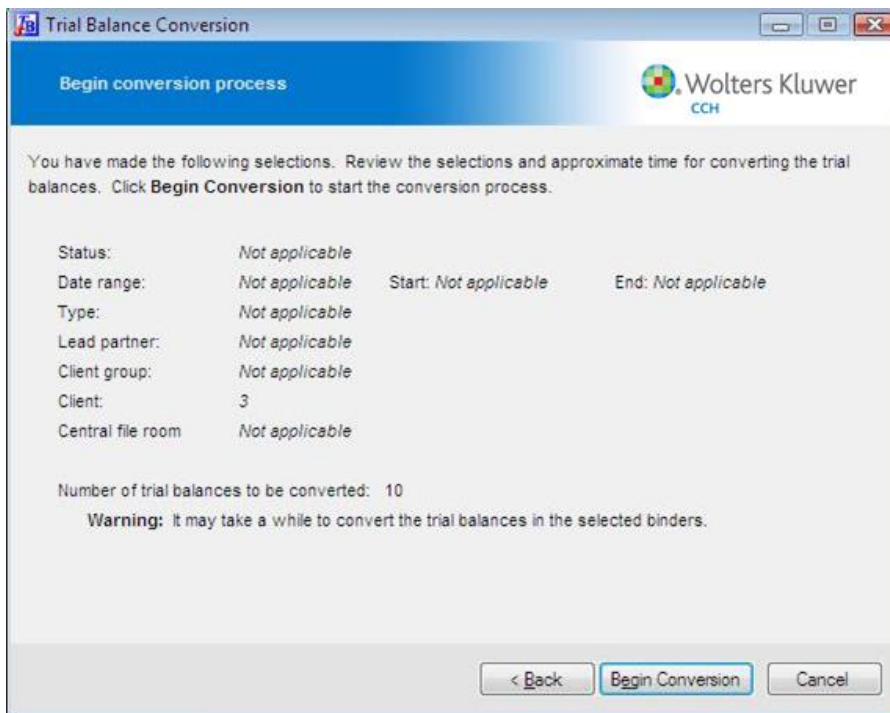 TB Trial Balance Conversion
Begin conversion process
Wolters Kluwer
CCH
You have made the following selections.  Review the selections and approximate time for converting the trial
balances.  Click Begin Conversion to start the conversion process.
Status: Not applicable
Date range: Not applicable Start: Not applicable End: Not applicable
Type: Not applicable
Lead partner: Not applicable
Client group: Not applicable
Client: 3
Central file room Not applicable
Number of trial balances to be converted: 10
Warning: It may take a while to convert the trial balances in the selected binders.
< Back Begin Conversion Cancel